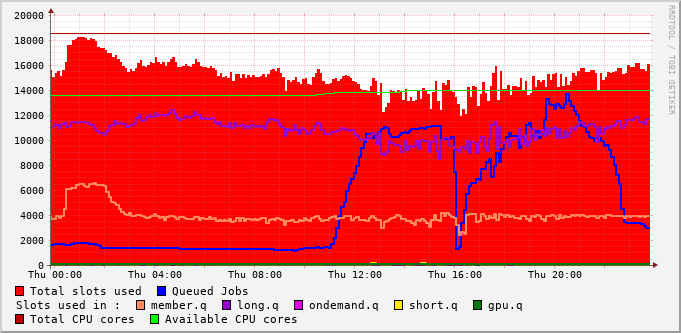 20000
18000
16000
14000
12000
10000
8000
6000
4000
2000
0
Thu 00:00 Thu 04:00 Thu 08:00 Thu 12:00 Thu 16:00 Thu 20:00
Total slots used Queued Jobs
Slots used in : member.q long.q ondemand.q short.q gpu.q
Total CPU cores Available CPU cores
RRDTOOL / TOBI OETIKER